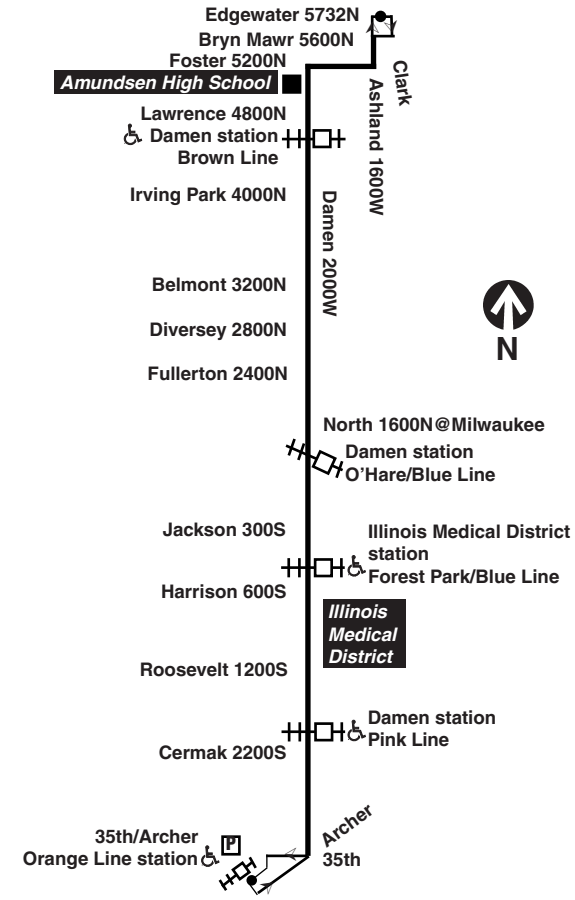 Edgewater 5732N
Bryn Mawr 5600N
Foster 5200N
Amundsen High School
Clark
Ashland 1600W
Lawrence 4800N
Damen station
Brown Line
Irving Park 4000N
Damen 2000W
Belmont 3200N
Diversey 2800N
Fullerton 2400N
N
North 1600N@Milwaukee
Damen station
O'Hare/Blue Line
Jackson 300S
Illinois Medical District
station
Forest Park/Blue Line
Harrison 600S
Illinois
Medical
District
Roosevelt 1200S
Damen station
Pink Line
Cermak 2200S
Archer
35th
35th/Archer
Orange Line station
P